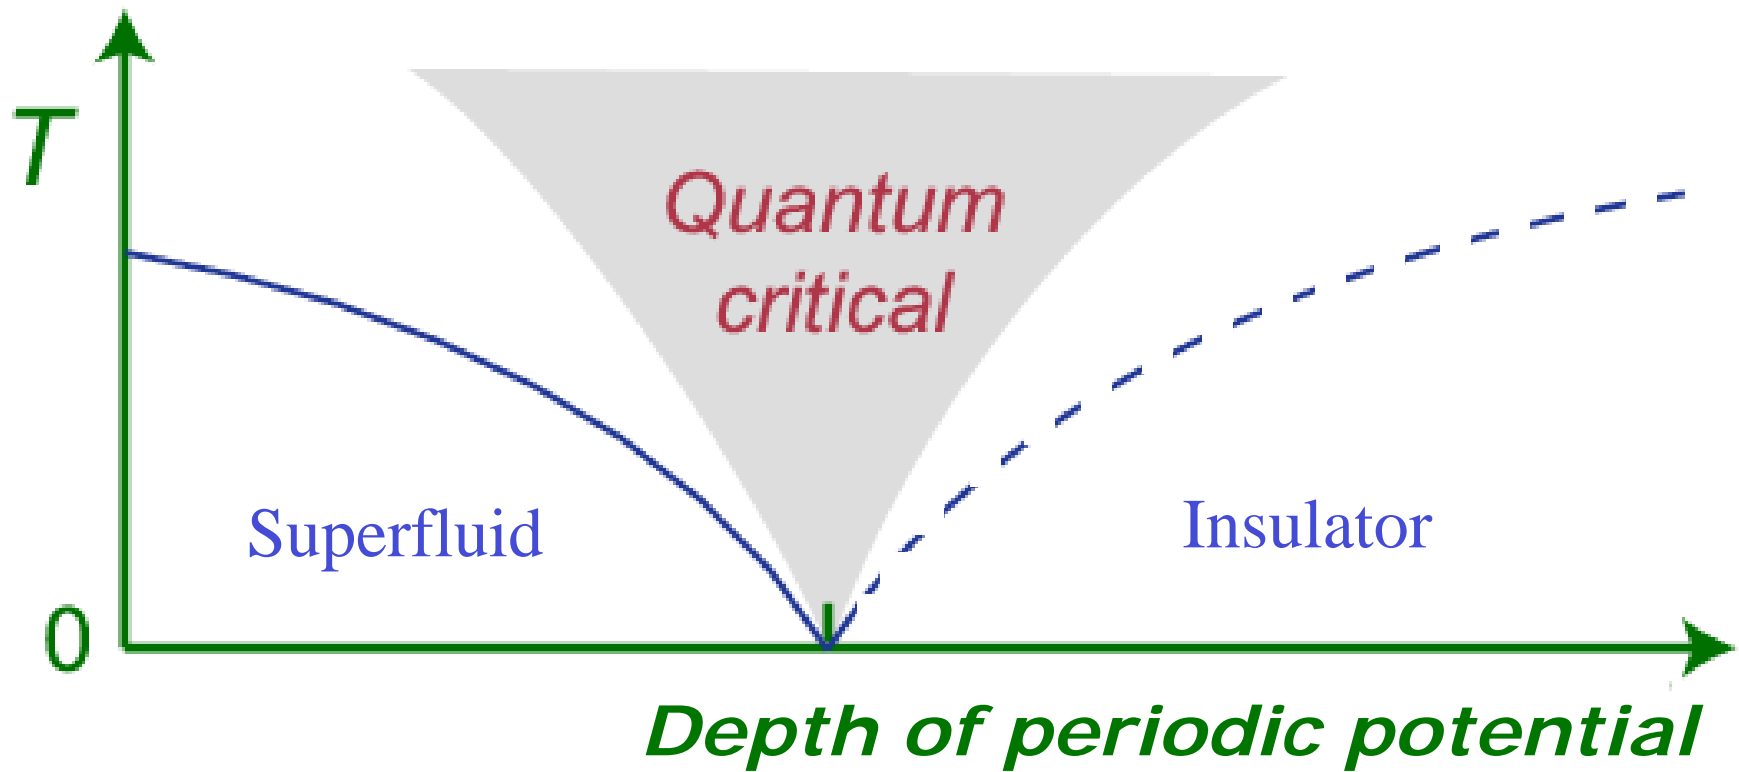 T
Quantum
critical
Superfluid
Insulator
0
Depth of periodic potential